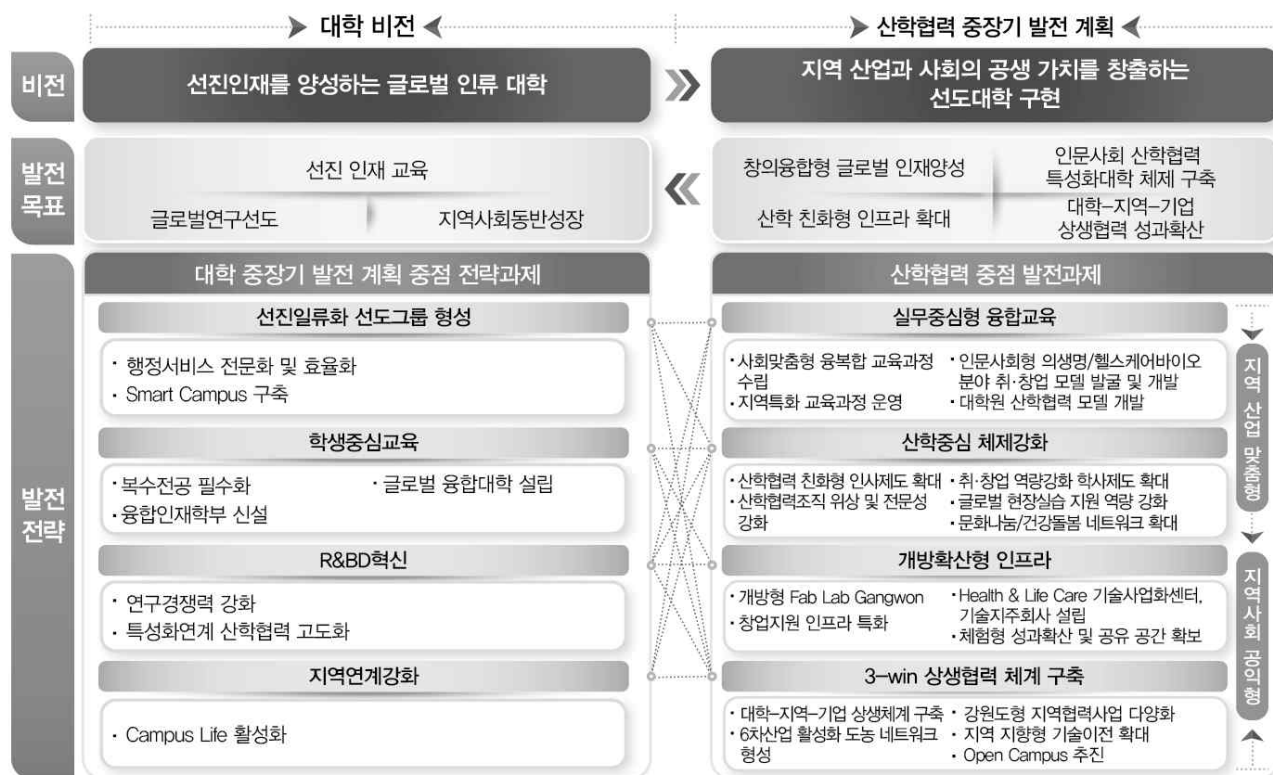 대학 비전
산학협력 중장기 발전 계획
비전
선진인재를 양성하는 글로벌 인류 대학
지역 산업과 사회의 공생 가치를 창출하는
선도대학 구현
발전
목표
선진 인재 교육
글로벌연구선도
지역사회동반성장
창의융합형 글로벌 인재양성
인문사회 산학협력
특성화대학 체제 구축
산학 친화형 인프라 확대
대학–지역–기업
상생협력 성과확산
발전
전략
대학 중장기 발전 계획 중점 전략과제
선진일류화 선도그룹 형성
· 행정서비스 전문화 및 효율화
· Smart Campus 구축
학생중심교육
· 복수전공 필수화
· 글로벌 융합대학 설립
· 융합인재학부 신설
R&BD혁신
· 연구경쟁력 강화
· 특성화연계 산학협력 고도화
지역연계강화
· Campus Life 활성화
산학협력 중점 발전과제
실무중심형 융합교육
· 사회맞춤형 융복합 교육과정
수립
· 지역특화 교육과정 운영
· 인문사회형 의생명/헬스케어바이오
분야 취·창업 모델 발굴 및 개발
· 대학원 산학협력 모델 개발
산학중심 체제강화
· 산학협력 친화형 인사제도 확대
· 산학협력조직 위상 및 전문성
강화
· 취·창업 역량강화 학사제도 확대
· 글로벌 현장실습 지원 역량 강화
· 문화나눔/건강돌봄 네트워크 확대
개방확산형 인프라
· 개방형 Fab Lab Gangwon
· 창업지원 인프라 특화
· Health & Life Care 기술사업화센터,
기술지주회사 설립
· 체험형 성과확산 및 공유 공간 확보
3–win 상생협력 체계 구축
· 대학–지역–기업 상생체계 구축
· 6차산업 활성화 도농 네트워크
형성
· 강원도형 지역협력사업 다양화
· 지역 지향형 기술이전 확대
· Open Campus 추진
지역 산업 맞춤형
지역사회 공익형